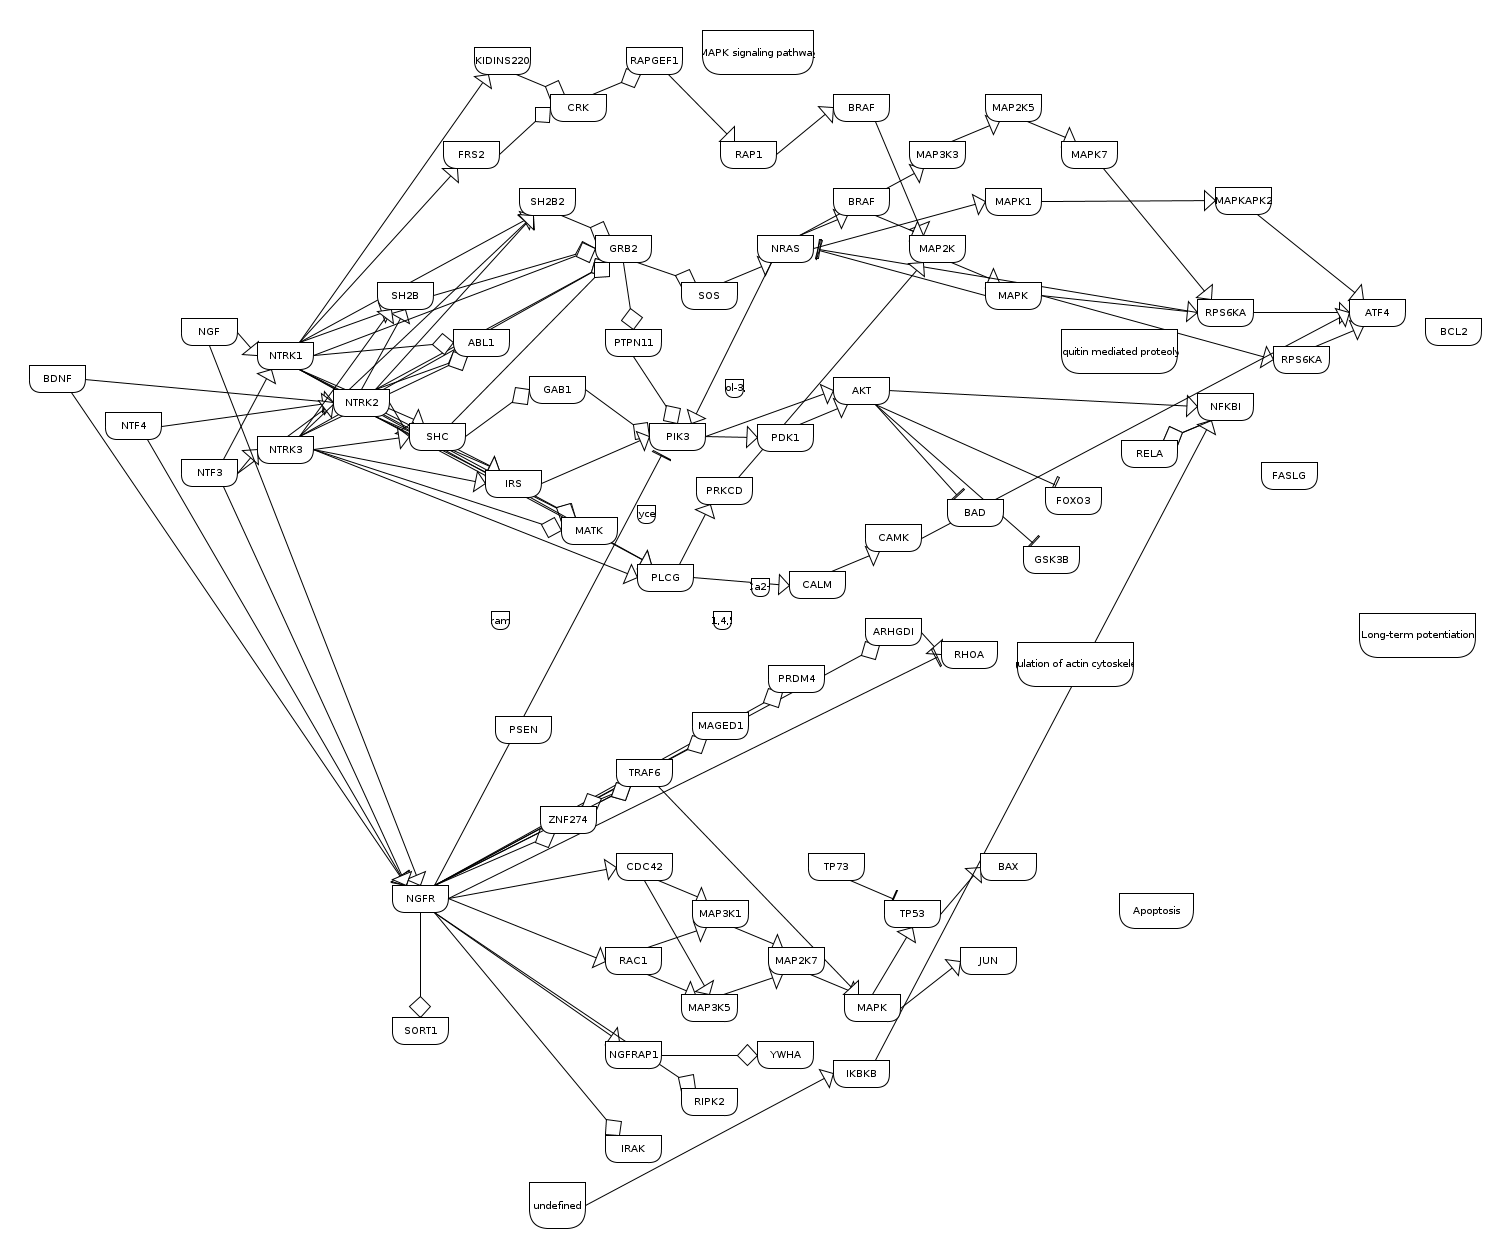 KIDINS220
RAPGEF1
MAPK signaling pathway
CRK
BRAF
MAP2K5
FRS2
RAP1
MAP3K3
MAPK7
SH2B2
BRAF
MAPK1
MAPKAPK2
GRB2
NRAS
MAP2K
SH2B
SOS
MAPK
RPS6KA
ATF4
NGF
BCL2
NTRK1
ABL1
PTPN11
quitin mediated proteoly
RPS6KA
BDNF
ol-3,
GAB1
AKT
NTRK2
NFKBI
NTF4
SHC
PIK3
PDK1
NTRK3
RELA
NTF3
FASLG
IRS
PRKCD
FOXO3
yce
BAD
MATK
CAMK
GSK3B
PLCG
Ca2+
CALM
ram
1,4,5
ARHGDI
RHOA
Long-term potentiation
ulation of actin cytoskele
PRDM4
PSEN
MAGED1
TRAF6
ZNF274
CDC42
TP73
BAX
NGFR
MAP3K1
TP53
Apoptosis
RAC1
MAP2K7
JUN
MAP3K5
MAPK
SORT1
NGFRAP1
YWHA
IKBKB
RIPK2
IRAK
undefined